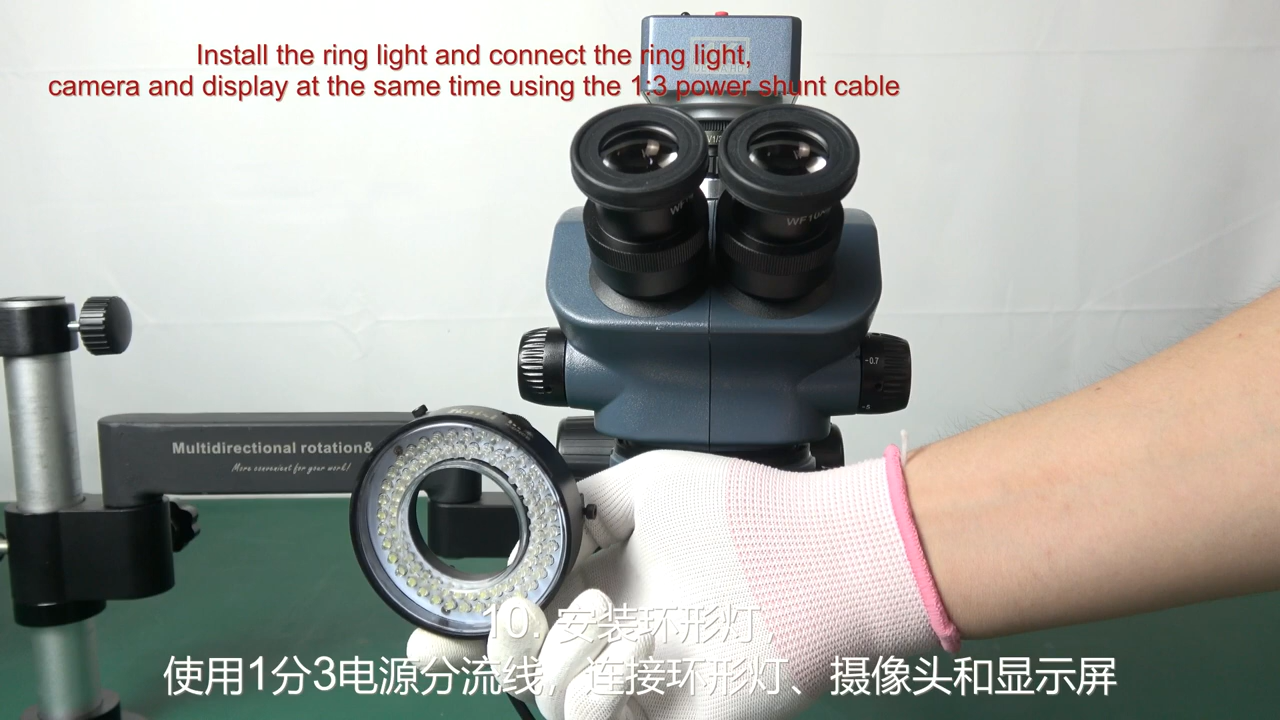 Install the ring light and connect the ring light,
camera and display at the same time using the 1:3 power shunt cable
-0.7
Multidirectional rotation&
More convenient for your work!
10. 安装环形灯,
使用1分3电源分流线, 连接环形灯、摄像头和显示屏